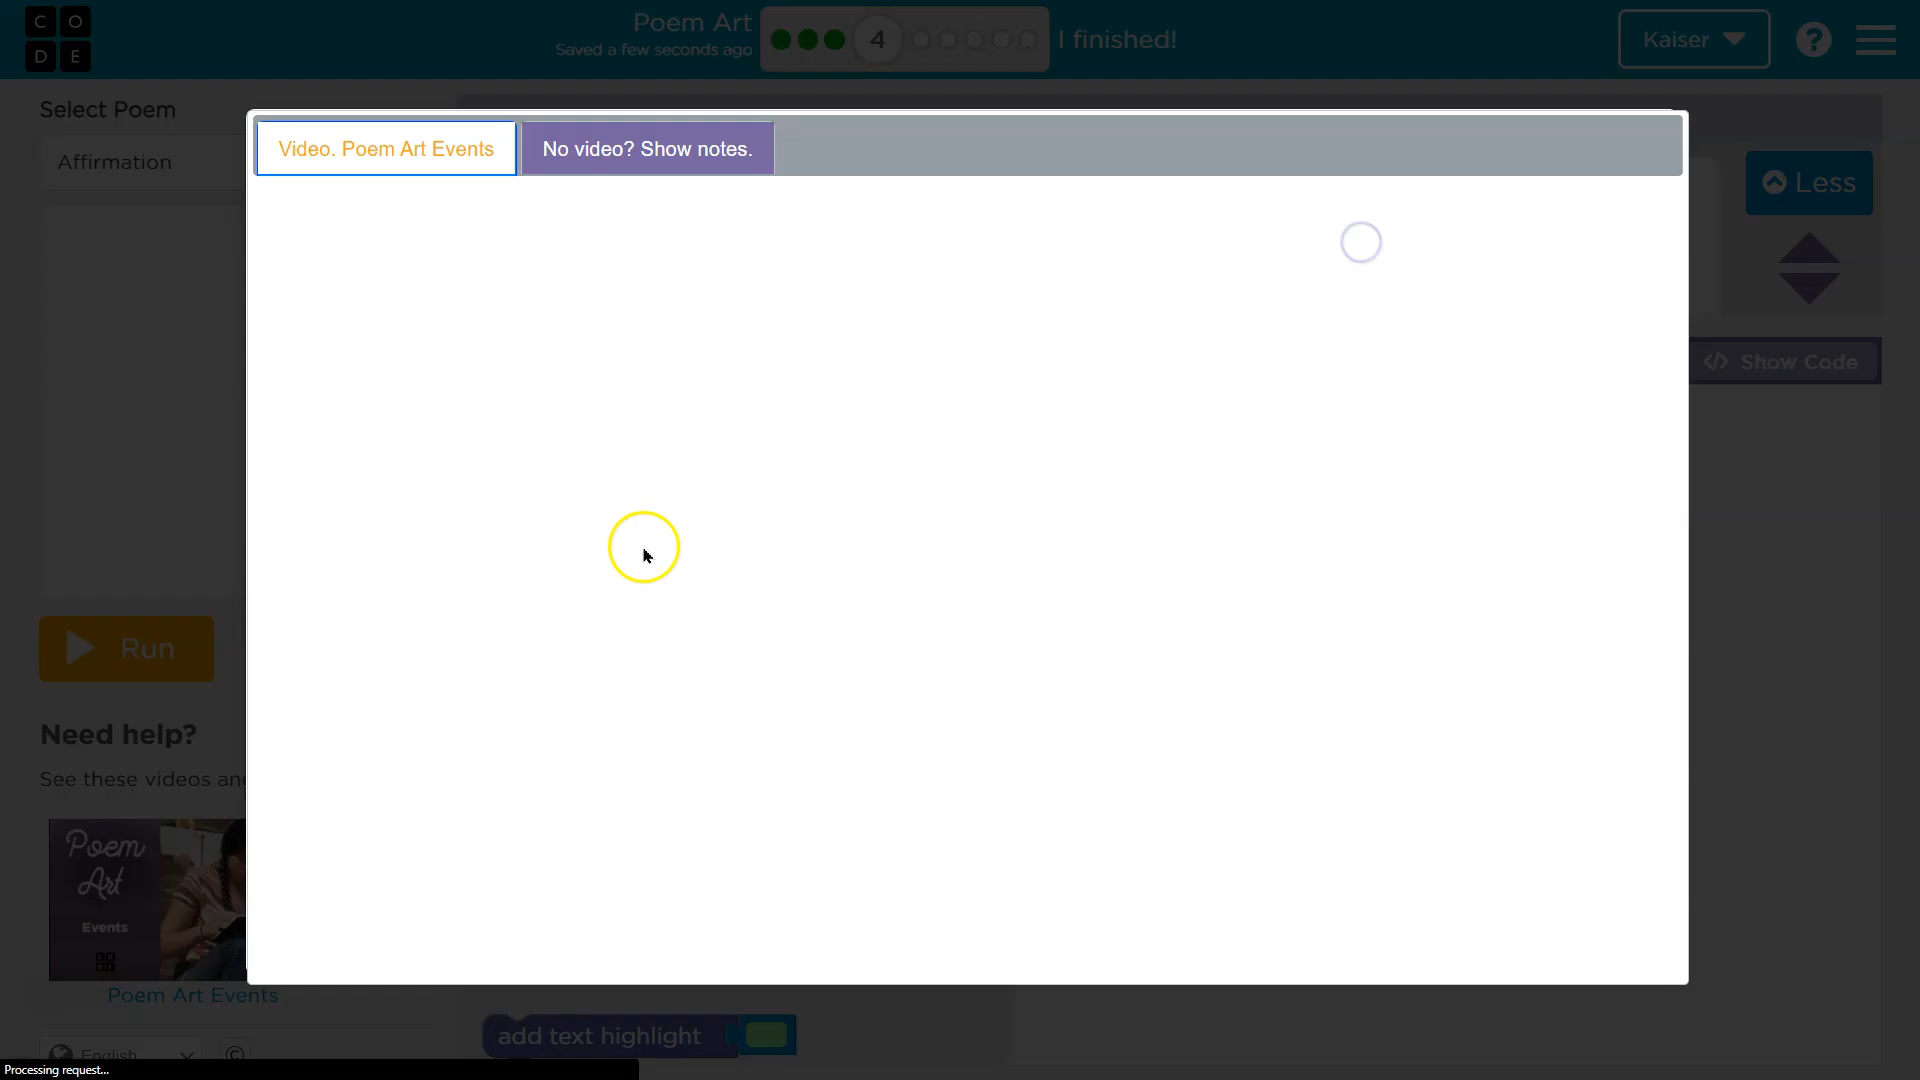 C O
D E
Poem Art
Saved a few seconds ago
4
I finished!
Kaiser
?
Select Poem
Affirmation
Video. Poem Art Events
No video? Show notes.
Less
Show Code
Run
Need help?
See these videos an
Poem
Art
Events
Poem Art Events
add text highlight
English
©
Processing request...